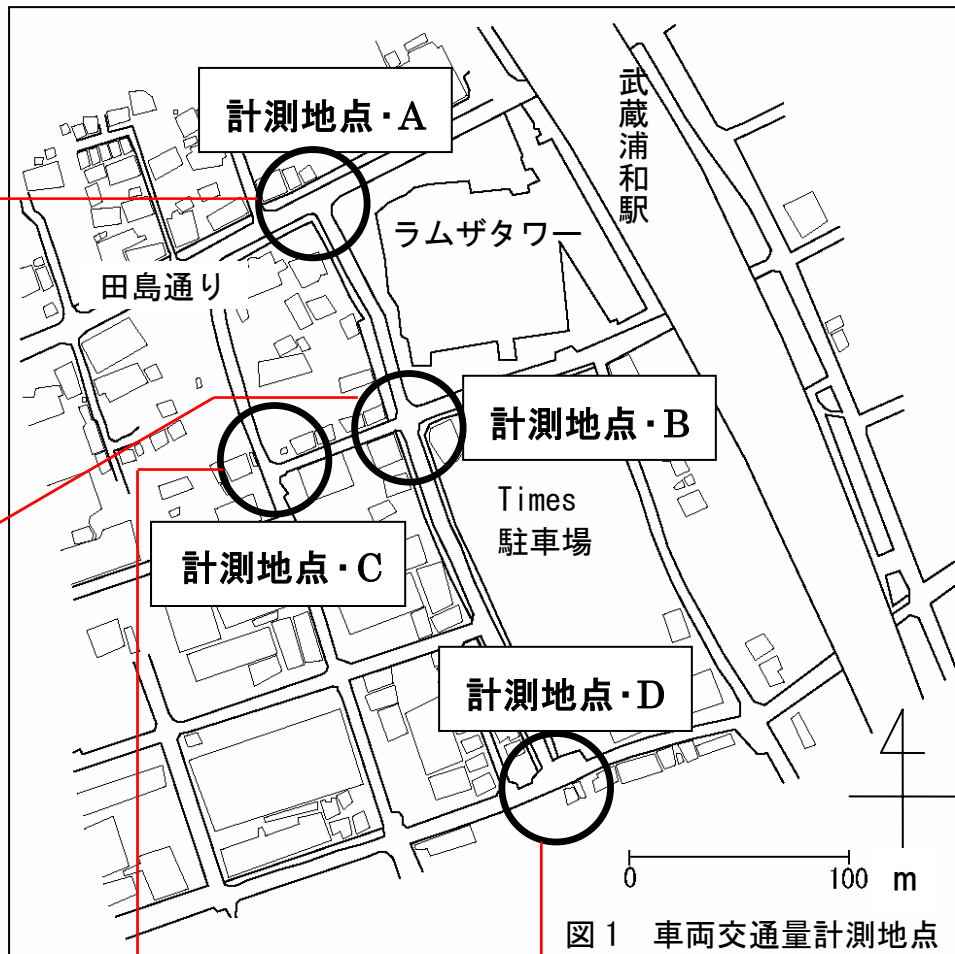 計測地点・A
武蔵浦和駅
ラムザタワー
田島通り
計測地点・B
Times
駐車場
計測地点・C
計測地点・D
0 100 m
図1 車両交通量計測地点